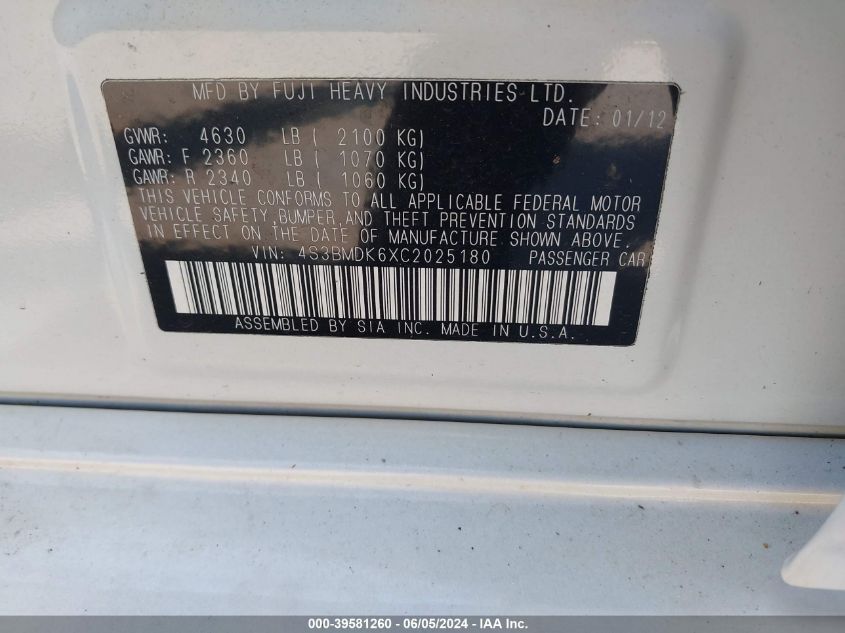 MFD BY FUJI HEAVY INDUSTRIES LTD.
DATE: 01/12
GVWR: 4630 LB ( 2100 KG)
GAWR: F 2360 LB ( 1070 KG)
GAWR: R 2340 LB ( 1060 KG)
THIS VEHICLE CONFORMS TO ALL APPLICABLE FEDERAL MOTOR
VEHICLE SAFETY,BUMPER,AND THEFT PREVENTION STANDARDS
IN EFFECT ON THE DATE OF MANUFACTURE SHOWN ABOVE.
VIN: 4S3BMDK6XC2025180 PASSENGER CAR
ASSEMBLED BY SIA INC. MADE IN U.S.A.
000-39581260 - 06/05/2024 - IAA Inc.